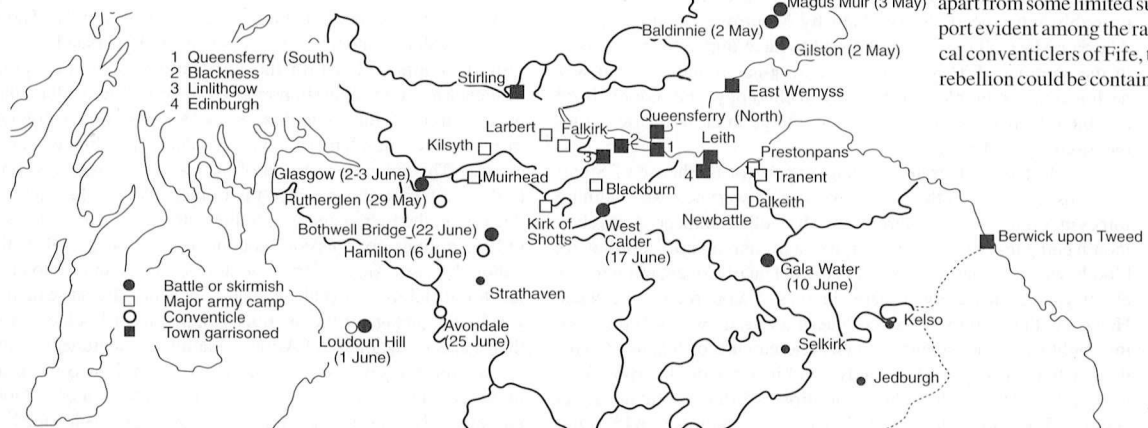 Magus Muir (3 May)
Baldinnie (2 May)
Gilston (2 May)
apart from some limited su
port evident among the ra
cal conventiclers of Fife, t
rebellion could be contain
1 Queensferry (South)
2 Blackness
3 Linlithgow
4 Edinburgh
Stirling
East Wemyss
Queensferry (North)
Larbert
Falkirk
2
1
Leith
Kilsyth
3
4
Prestonpans
Tranent
Glasgow (2-3 June)
Muirhead
Blackburn
Dalkeith
Rutherglen (29 May)
Newbattle
Bothwell Bridge (22 June)
Kirk of
Shotts
West
Calder
(17 June)
Berwick upon Tweed
Hamilton (6 June)
Gala Water
(10 June)
Battle or skirmish
Major army camp
Conventicle
Town garrisoned
Strathaven
Loudoun Hill
(1 June)
Avondale
(25 June)
Kelso
Selkirk
Jedburgh